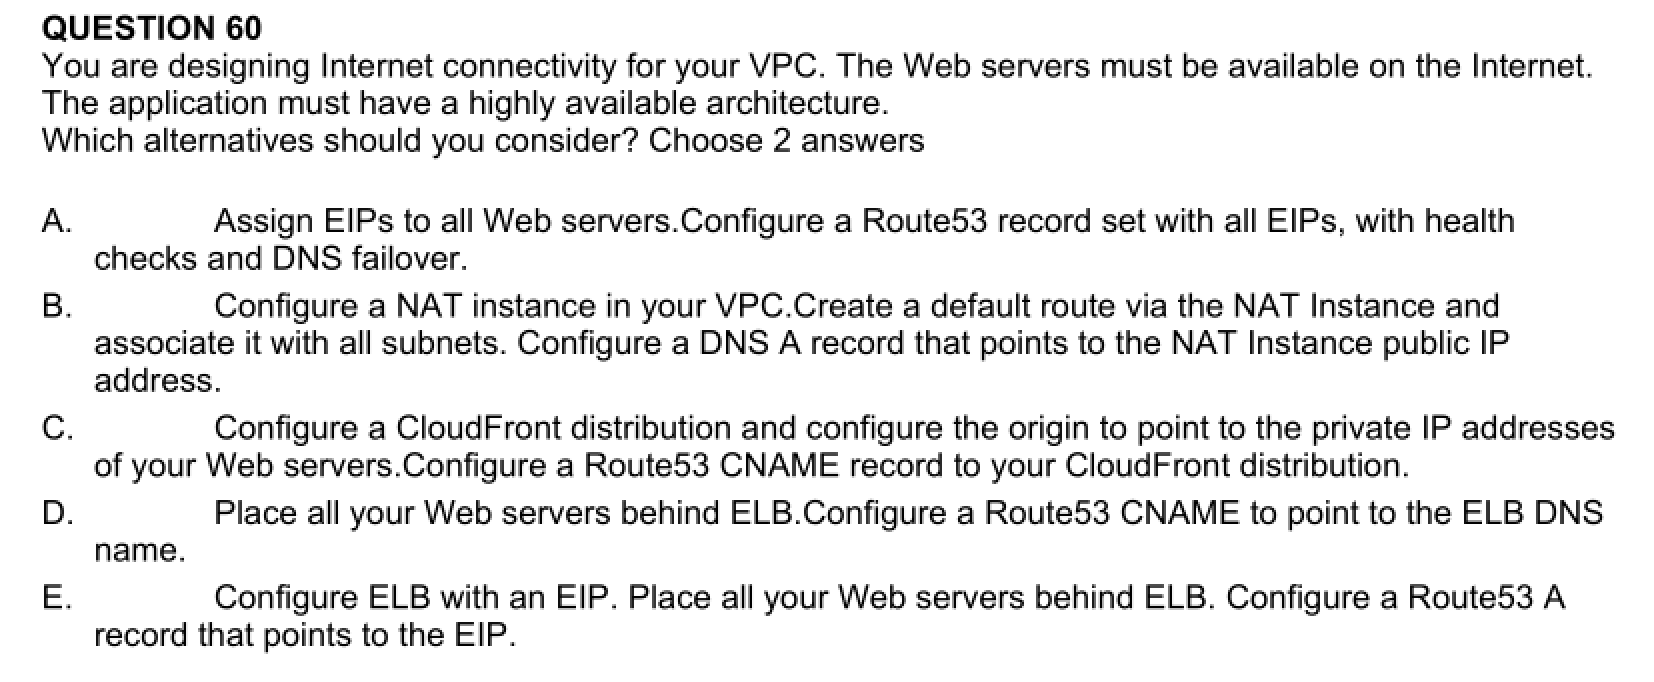 QUESTION 60
You are designing Internet connectivity for your VPC. The Web servers must be available on the Internet.
The application must have a highly available architecture.
Which alternatives should you consider? Choose 2 answers
A. Assign EIPs to all Web servers.Configure a Route53 record set with all EIPs, with health
checks and DNS failover.
B. Configure a NAT instance in your VPC.Create a default route via the NAT Instance and
associate it with all subnets. Configure a DNS A record that points to the NAT Instance public IP
address.
C. Configure a CloudFront distribution and configure the origin to point to the private IP addresses
of your Web servers.Configure a Route53 CNAME record to your CloudFront distribution.
D. Place all your Web servers behind ELB.Configure a Route53 CNAME to point to the ELB DNS
name.
E. Configure ELB with an EIP. Place all your Web servers behind ELB. Configure a Route53 A
record that points to the EIP.